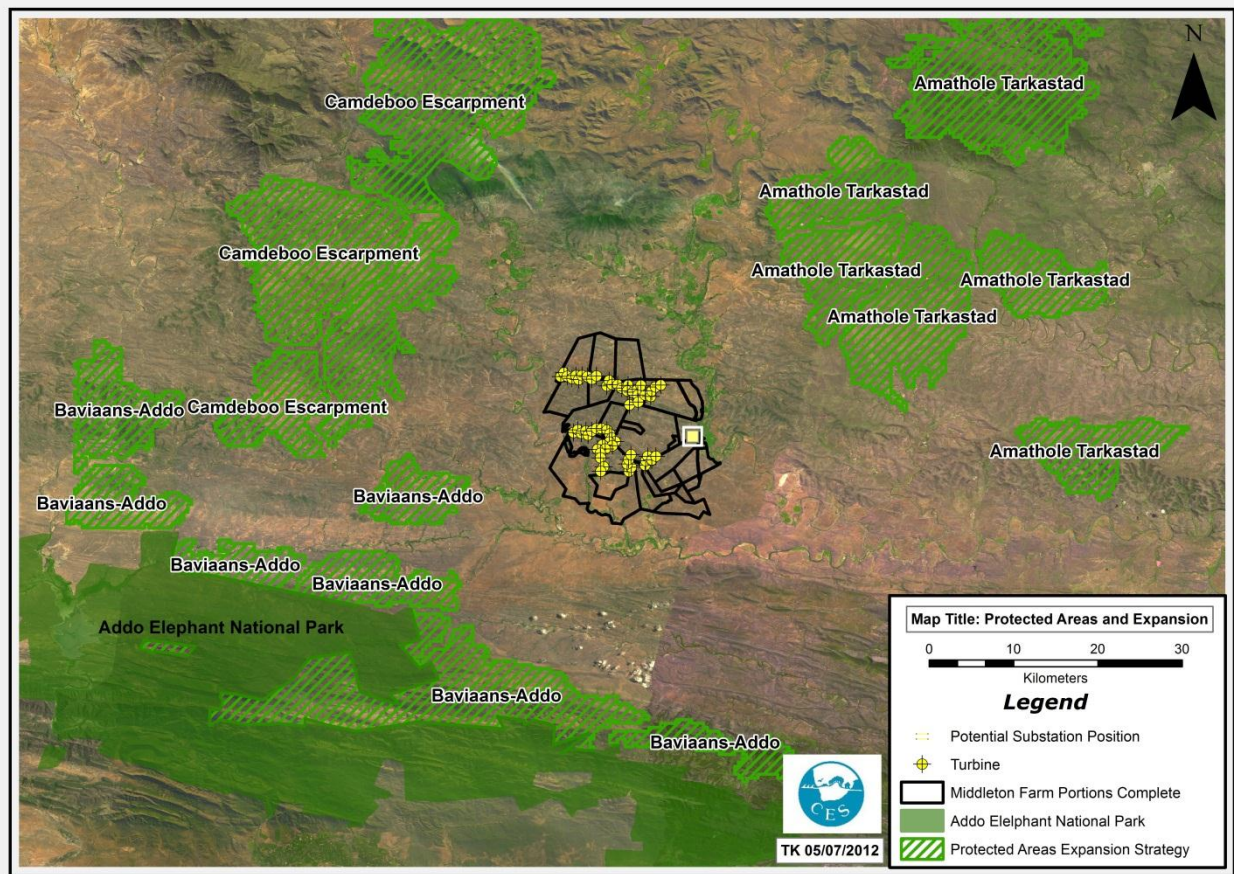 N
Camdeboo Escarpment
Amathole Tarkastad
Amathole Tarkastad
Camdeboo Escarpment
Amathole Tarkastad
Amathole Tarkastad
Amathole Tarkastad
Baviaans-Addo
Camdeboo Escarpment
Amathole Tarkastad
Baviaans-Addo
Baviaans-Addo
Baviaans-Addo
Baviaans-Addo
Addo Elephant National Park
Baviaans-Addo
Baviaans-Addo
CES
TK 05/07/2012
Map Title: Protected Areas and Expansion
0 10 20 30
Kilometers
Legend
Potential Substation Position
Turbine
Middleton Farm Portions Complete
Addo Elelphant National Park
Protected Areas Expansion Strategy